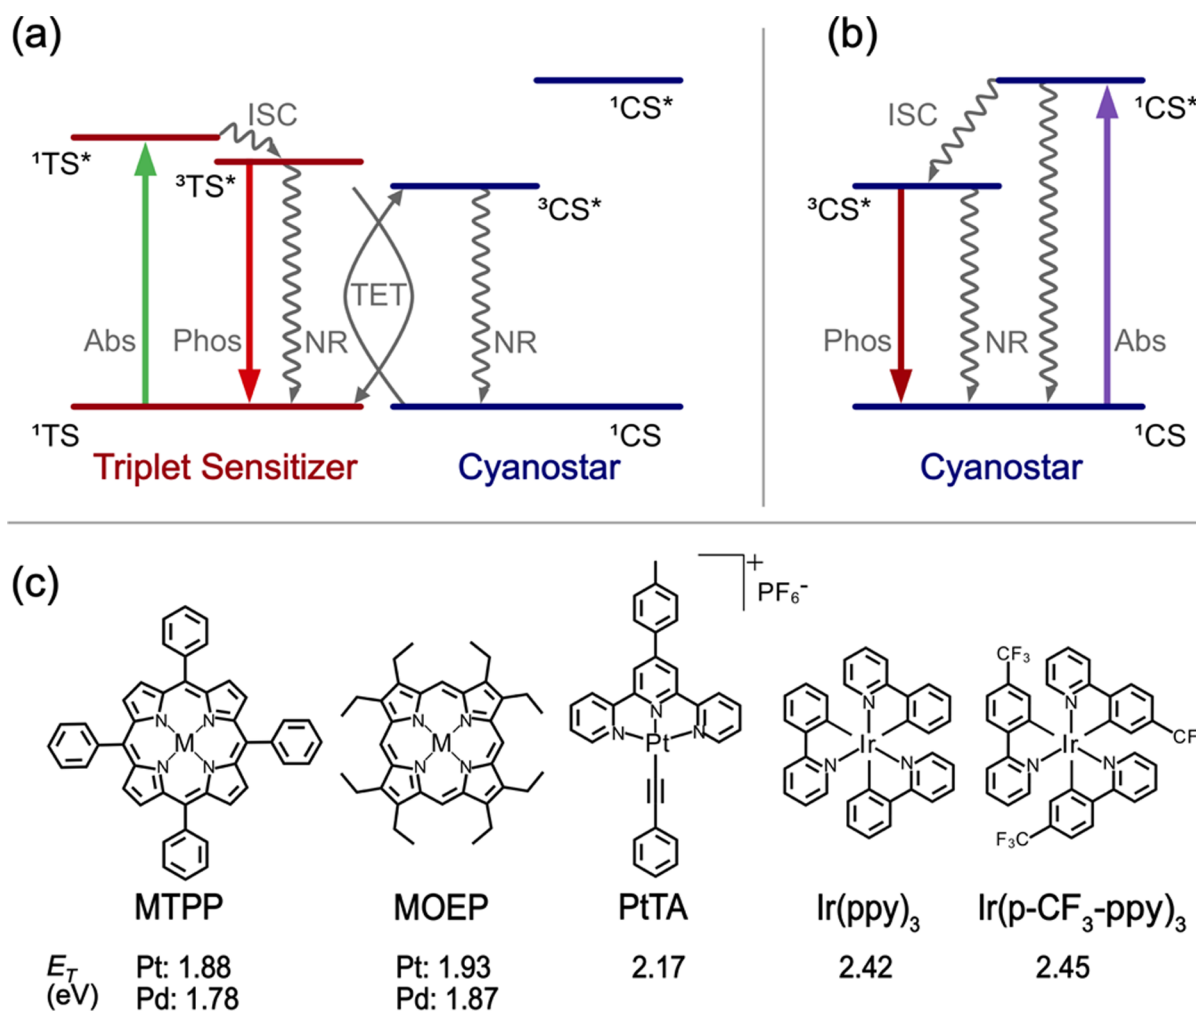 (a)
¹CS*
ISC
¹TS*
³TS*
³CS*
TET
Abs
Phos
NR
NR
¹TS
¹CS
Triplet Sensitizer
Cyanostar
(b)
¹CS*
ISC
³CS*
Phos
NR
Abs
¹CS
Cyanostar
(c)
M
N
N
N
N
MTPP
M
N
N
N
N
MOEP
+
PF₆⁻
N
N
Pt
N
PtTA
N
Ir
N
N
Ir(ppy)₃
CF₃
N
Ir
N
N
CF
F₃C
Ir(p-CF₃-ppy)₃
E_T
(eV)
Pt: 1.88
Pd: 1.78
Pt: 1.93
Pd: 1.87
2.17
2.42
2.45